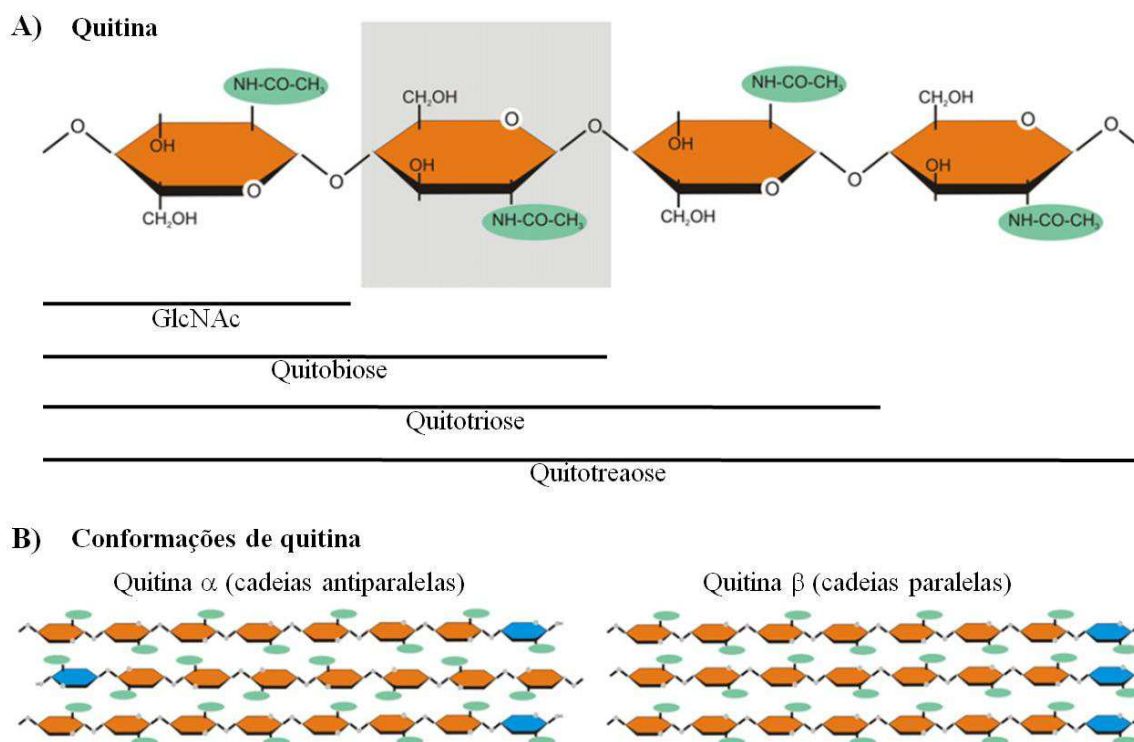 A) Quitina
NH-CO-CH₃
CH₂OH
O
O
NH-CO-CH₃
CH₂OH
O
O
OH
OH
OH
OH
O
O
O
O
CH₂OH
NH-CO-CH₃
CH₂OH
NH-CO-CH₃
GlcNAc
Quitobiose
Quitotriose
Quitotreaose
B) Conformações de quitina
Quitina α (cadeias antiparalelas)
Quitina β (cadeias paralelas)